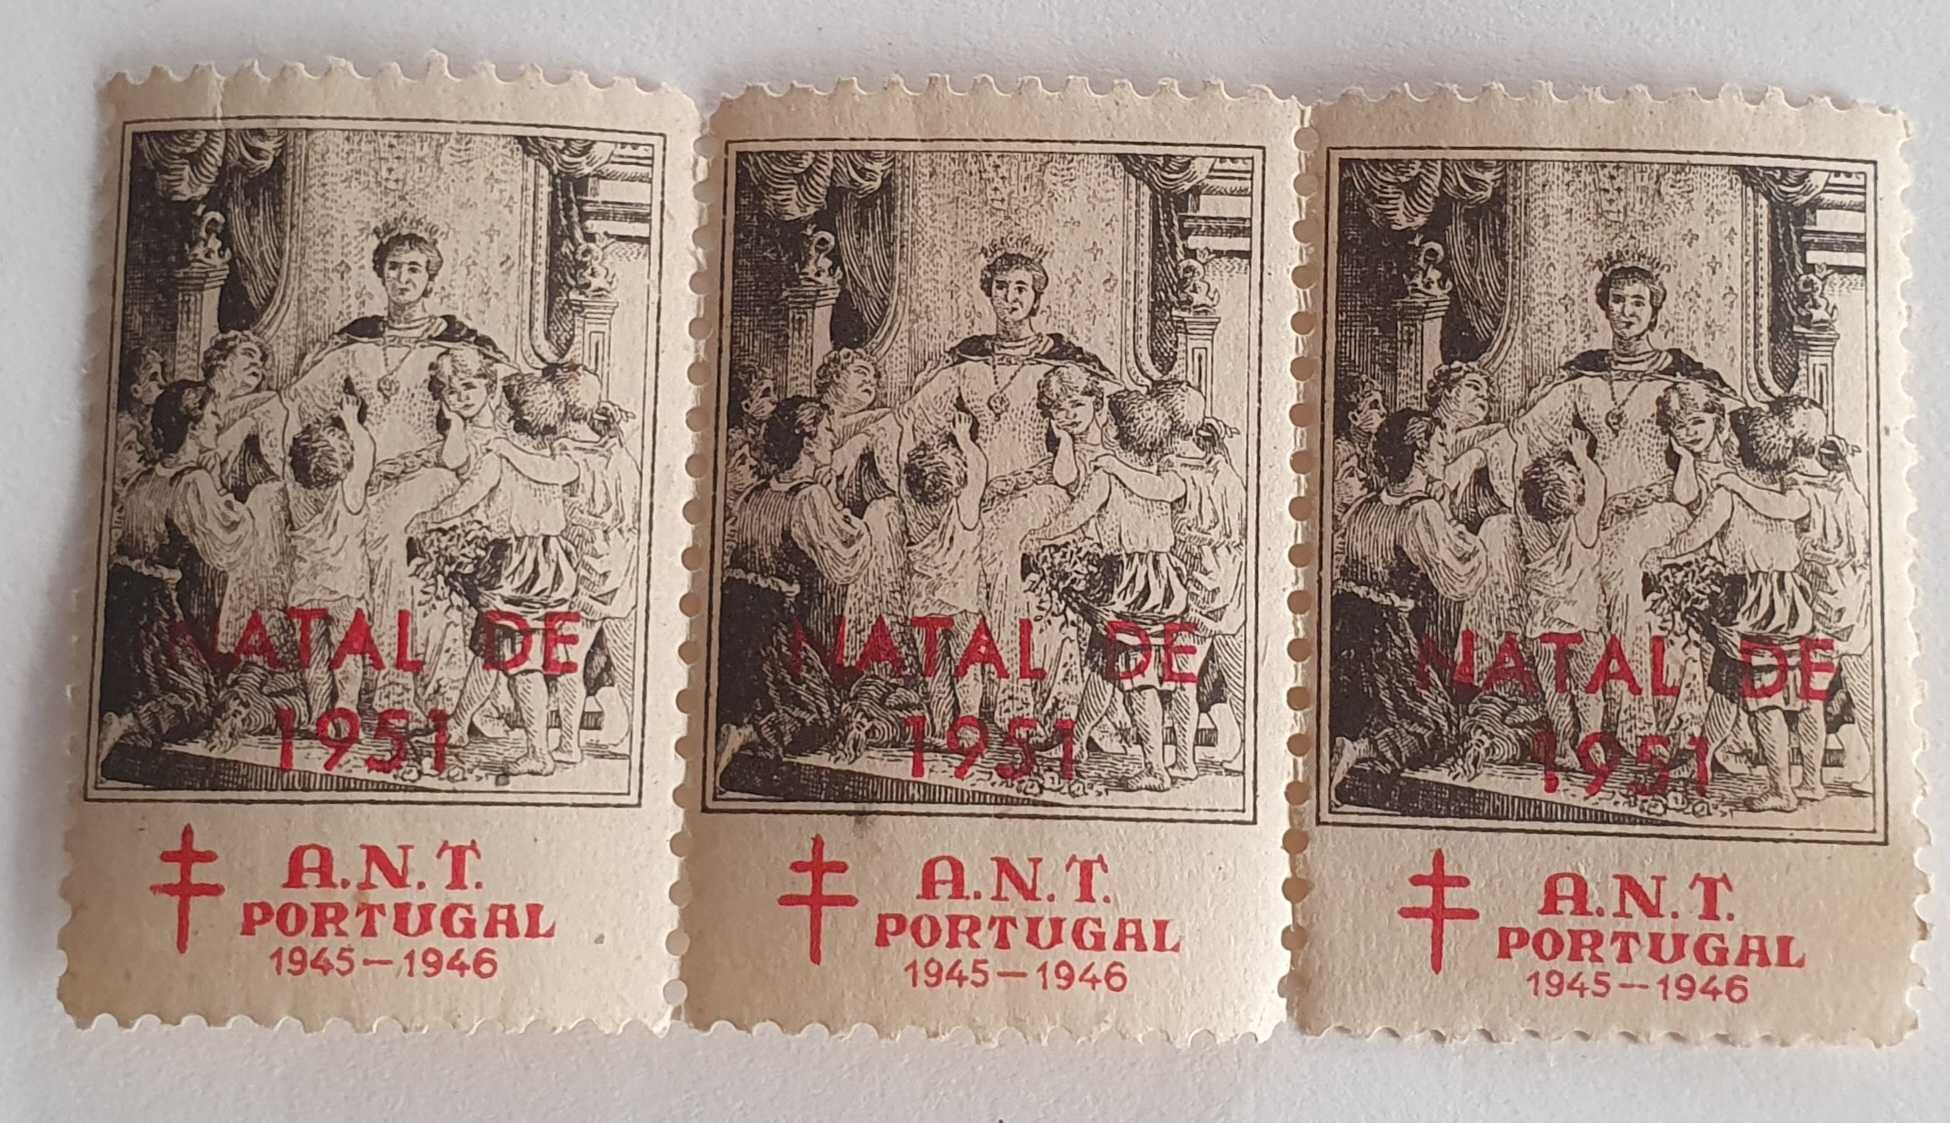 NATAL DE
1951
A.N.T.
PORTUGAL
1945-1946
NATAL DE
1951
A.N.T.
PORTUGAL
1945-1946
NATAL DE
1951
A.N.T.
PORTUGAL
1945-1946